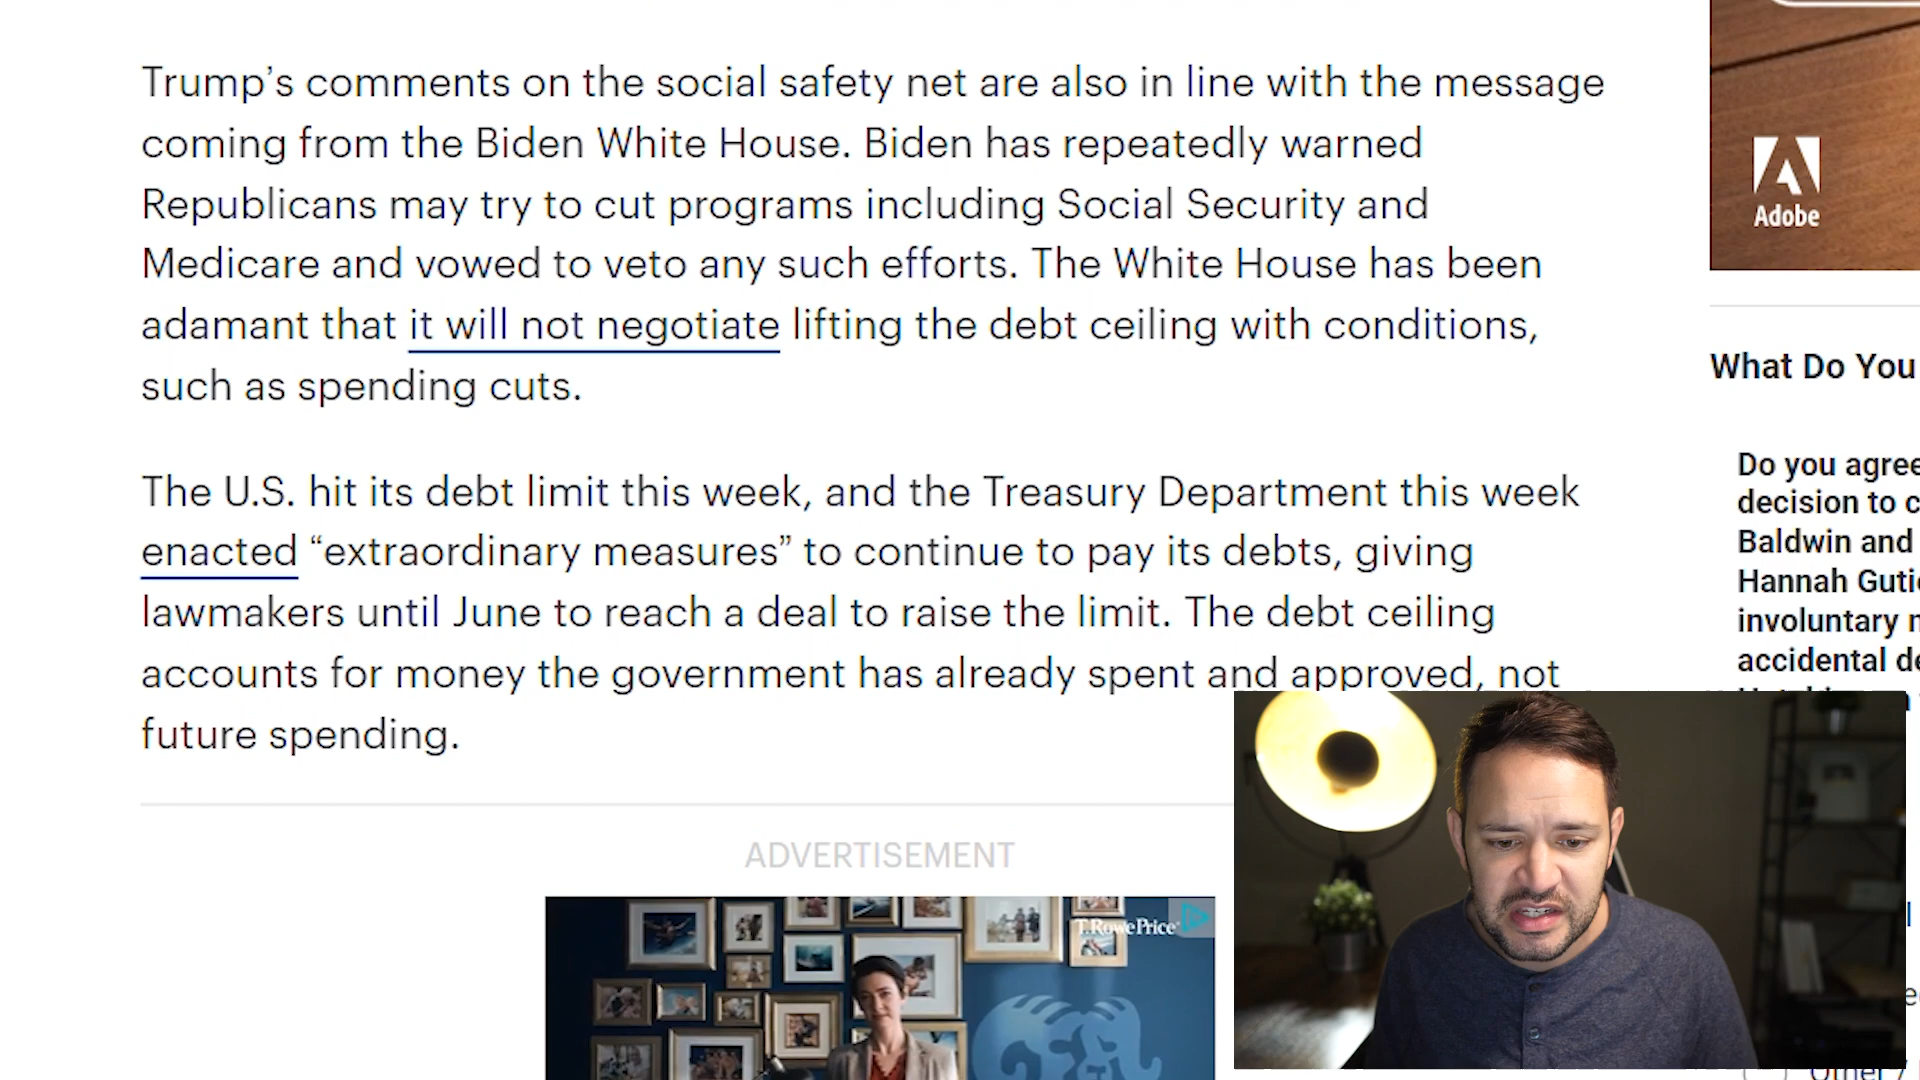 Trump’s comments on the social safety net are also in line with the message
coming from the Biden White House. Biden has repeatedly warned
Republicans may try to cut programs including Social Security and
Medicare and vowed to veto any such efforts. The White House has been
adamant that it will not negotiate lifting the debt ceiling with conditions,
such as spending cuts.
The U.S. hit its debt limit this week, and the Treasury Department this week
enacted “extraordinary measures” to continue to pay its debts, giving
lawmakers until June to reach a deal to raise the limit. The debt ceiling
accounts for money the government has already spent and approved, not
future spending.
ADVERTISEMENT
T.RowePrice
Adobe
What Do You
Do you agree
decision to
Baldwin and
Hannah
involuntary
accidental
Other /